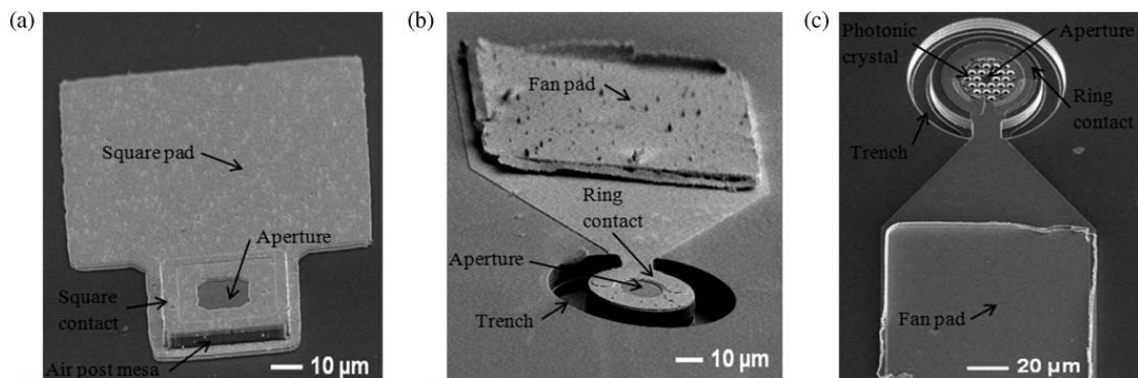 (a)
Square pad
Aperture
Square
contact
Air post mesa
10 µm
(b)
Fan pad
Ring
contact
Aperture
Trench
10 µm
(c)
Photonic
crystal
Aperture
Ring
contact
Trench
Fan pad
20 µm